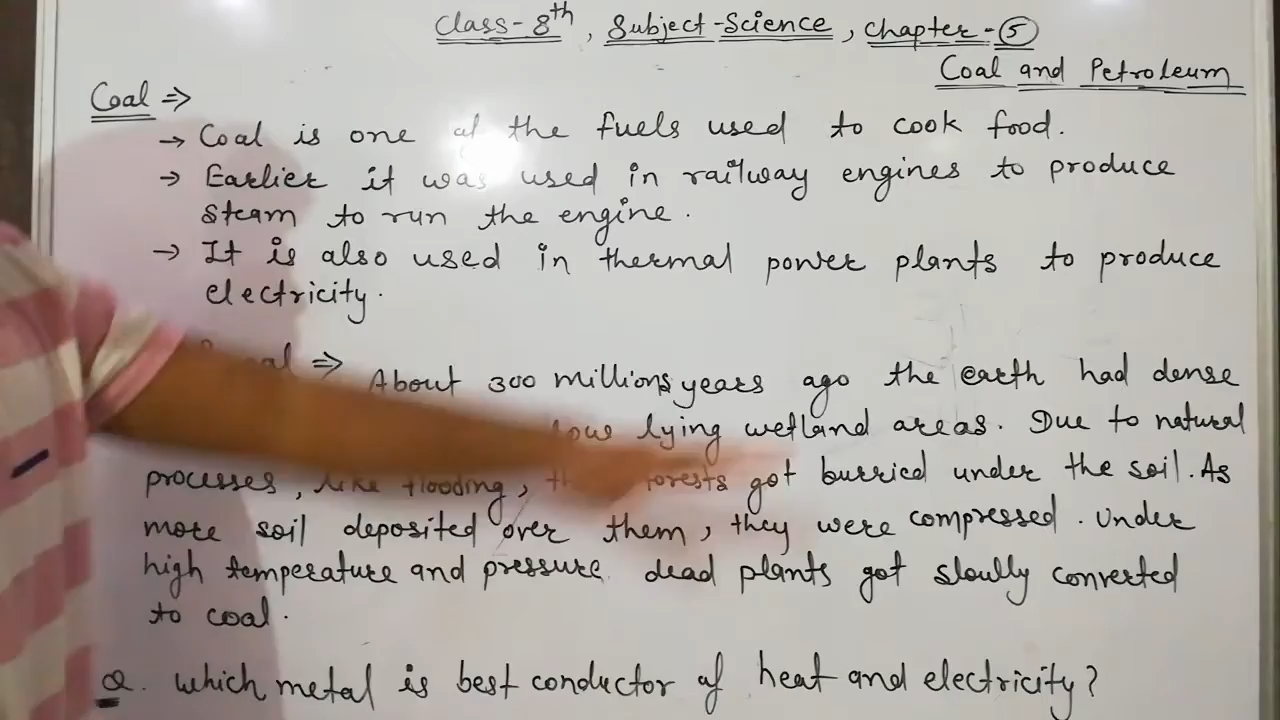 Class-8th, Subject-Science, Chapter-5
Coal and Petroleum
Coal ⇒
→ Coal is one of the fuels used to cook food.
→ Earlier it was used in railway engines to produce
steam to run the engine.
→ It is also used in thermal power plants to produce
electricity.
⇒ About 300 millions years ago the earth had dense
low lying wetland areas. Due to natural
processes, like flooding, forests got burried under the soil. As
more soil deposited over them, they were compressed. Under
high temperature and pressure dead plants got sloully converted
to coal.
Q. which metal is best conductor of heat and electricity?